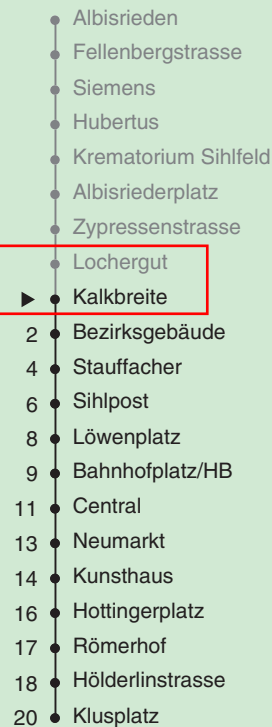 Albisrieden
Fellenbergstrasse
Siemens
Hubertus
Krematorium Sihlfeld
Albisriederplatz
Zypressenstrasse
Lochergut
Kalkbreite
2 Bezirksgebäude
4 Stauffacher
6 Sihlpost
8 Löwenplatz
9 Bahnhofplatz/HB
11 Central
13 Neumarkt
14 Kunsthaus
16 Hottingerplatz
17 Römerhof
18 Hölderlinstrasse
20 Klusplatz